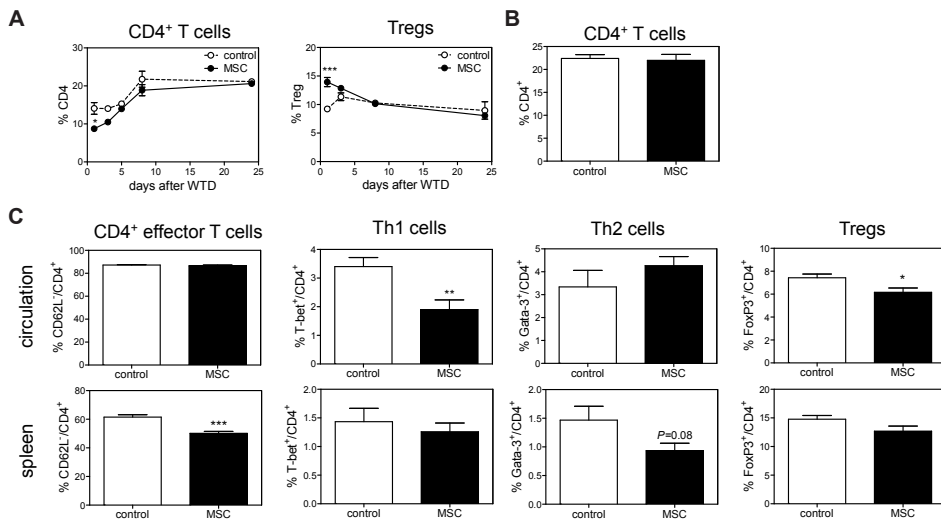 A
CD4⁺ T cells
control
MSC
% CD4
30
20
10
0
0 5 10 15 20 25
days after WTD
*
Tregs
control
MSC
% Treg
20
15
10
5
0
0 5 10 15 20 25
days after WTD
***
B
CD4⁺ T cells
% CD4⁺
25
20
15
10
5
0
control MSC
C
circulation
CD4⁺ effector T cells
% CD62L⁻/CD4⁺
100
80
60
40
20
0
control MSC
Th1 cells
% T-bet⁺/CD4⁺
4
3
2
1
0
**
control MSC
Th2 cells
% Gata-3⁺/CD4⁺
5
4
3
2
1
0
control MSC
Tregs
% FoxP3⁺/CD4⁺
10
8
6
4
2
0
*
control MSC
spleen
% CD62L⁻/CD4⁺
80
60
40
20
0
***
control MSC
% T-bet⁺/CD4⁺
2.0
1.5
1.0
0.5
0.0
control MSC
% Gata-3⁺/CD4⁺
2.0
1.5
1.0
0.5
0.0
P=0.08
control MSC
% FoxP3⁺/CD4⁺
20
15
10
5
0
control MSC